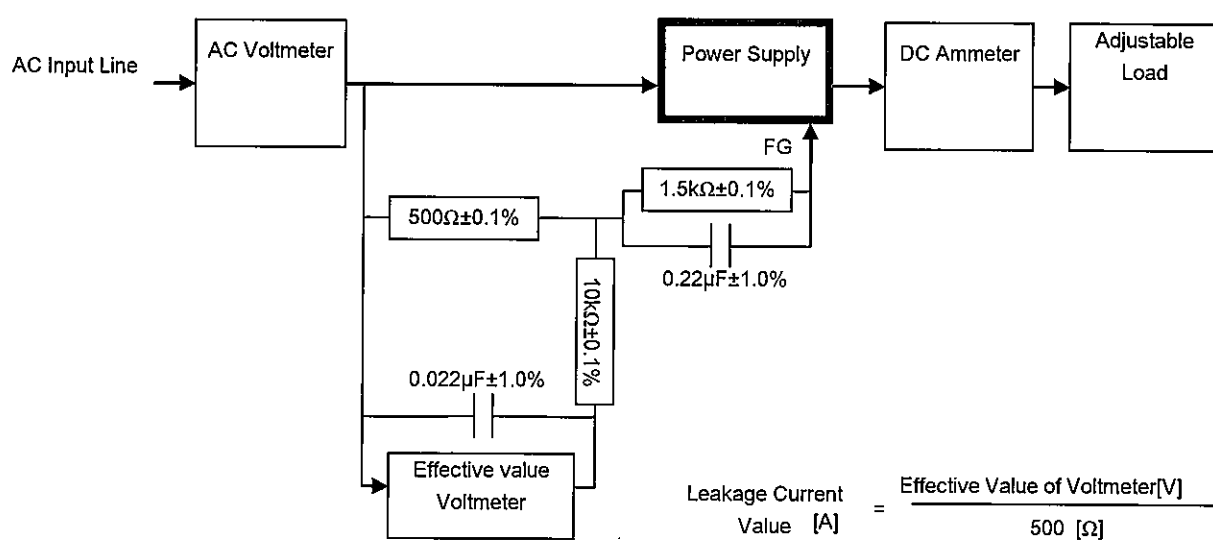 AC Input Line
AC Voltmeter
Power Supply
DC Ammeter
Adjustable
Load
FG
500Ω±0.1%
1.5kΩ±0.1%
0.22µF±1.0%
10kΩ±0.1%
0.022µF±1.0%
Effective value
Voltmeter
Leakage Current
Value [A]
=
Effective Value of Voltmeter[V]
500 [Ω]